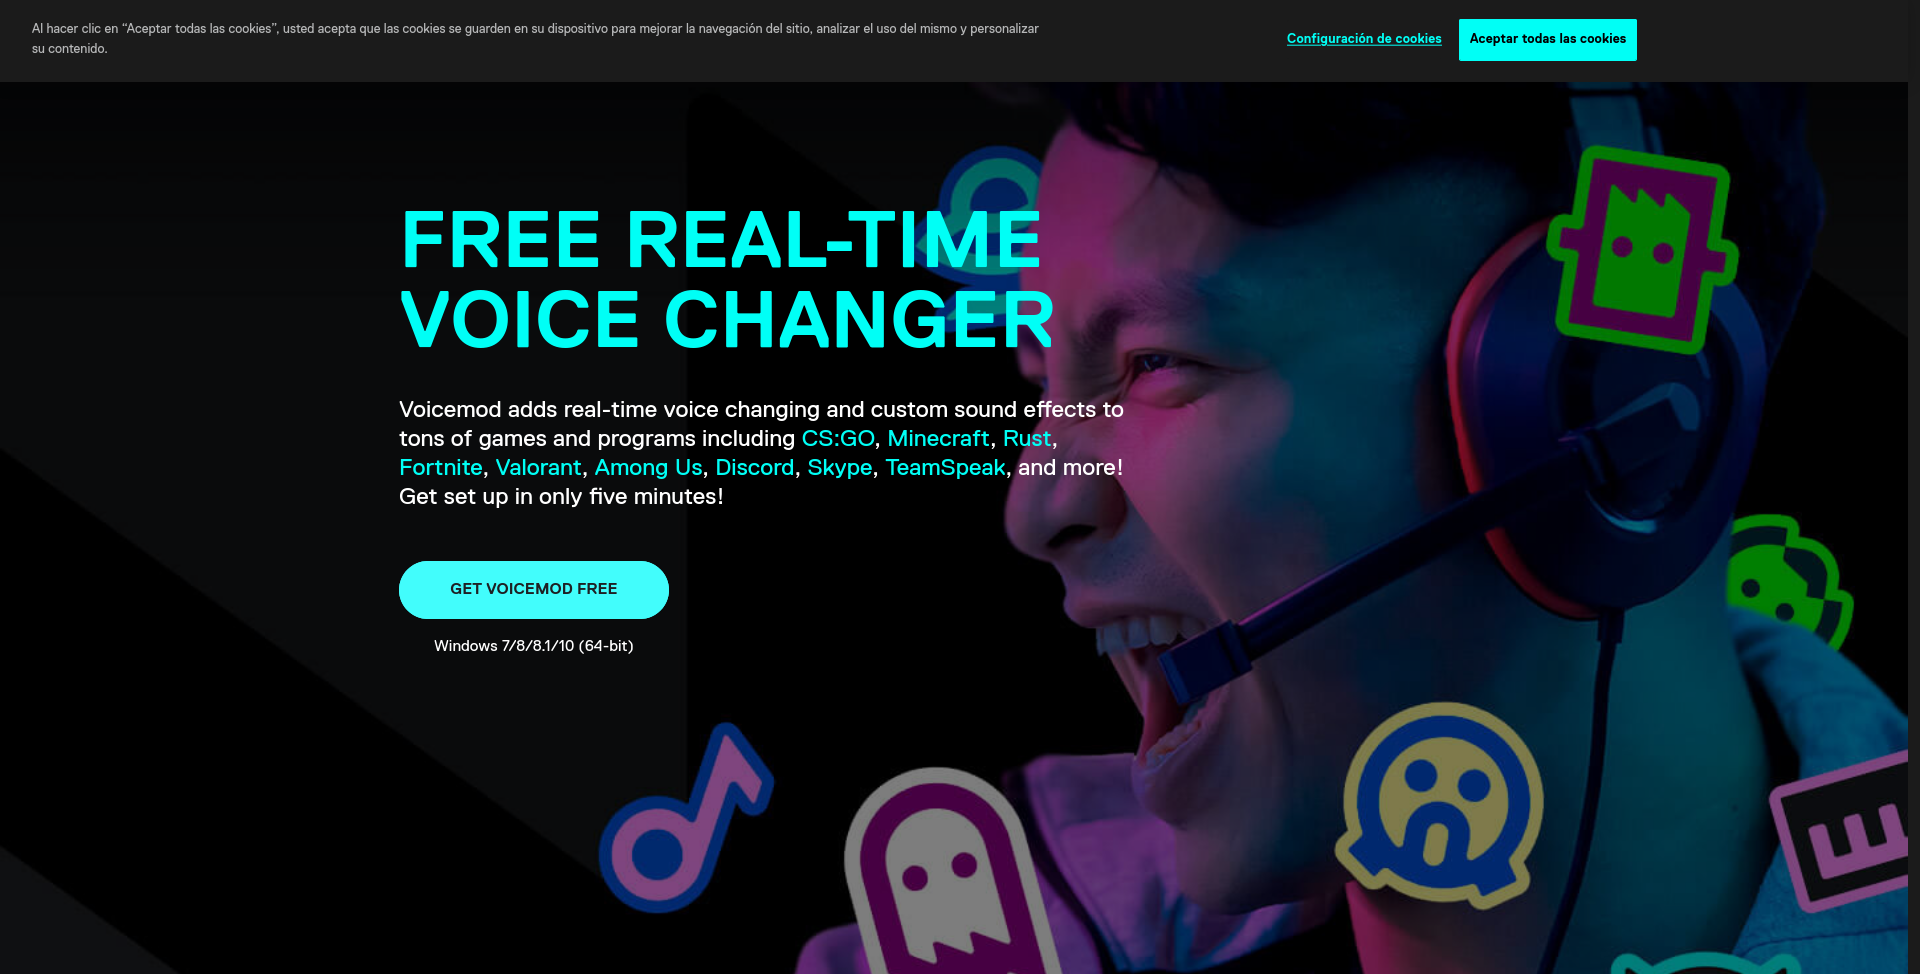 Al hacer clic en “Aceptar todas las cookies”, usted acepta que las cookies se guarden en su dispositivo para mejorar la navegación del sitio, analizar el uso del mismo y personalizar
su contenido.
Configuración de cookies
Aceptar todas las cookies
FREE REAL-TIME
VOICE CHANGER
Voicemod adds real-time voice changing and custom sound effects to
tons of games and programs including CS:GO, Minecraft, Rust,
Fortnite, Valorant, Among Us, Discord, Skype, TeamSpeak, and more!
Get set up in only five minutes!
GET VOICEMOD FREE
Windows 7/8/8.1/10 (64-bit)